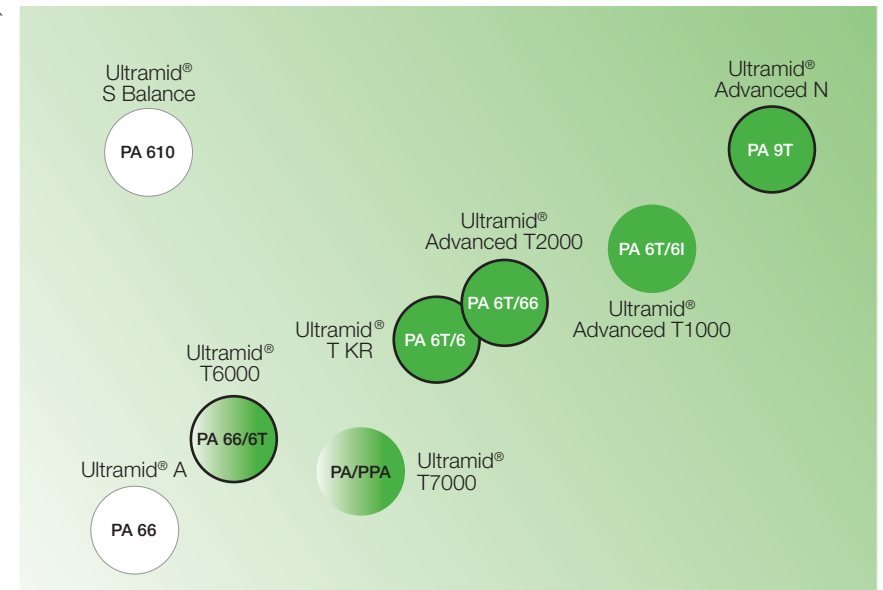 Ultramid®
S Balance
PA 610
Ultramid®
Advanced N
PA 9T
Ultramid®
Advanced T2000
PA 6T/66
PA 6T/6I
Ultramid®
Advanced T1000
Ultramid®
T KR
PA 6T/6
Ultramid®
T6000
PA 66/6T
Ultramid® A
PA 66
PA/PPA
Ultramid®
T7000